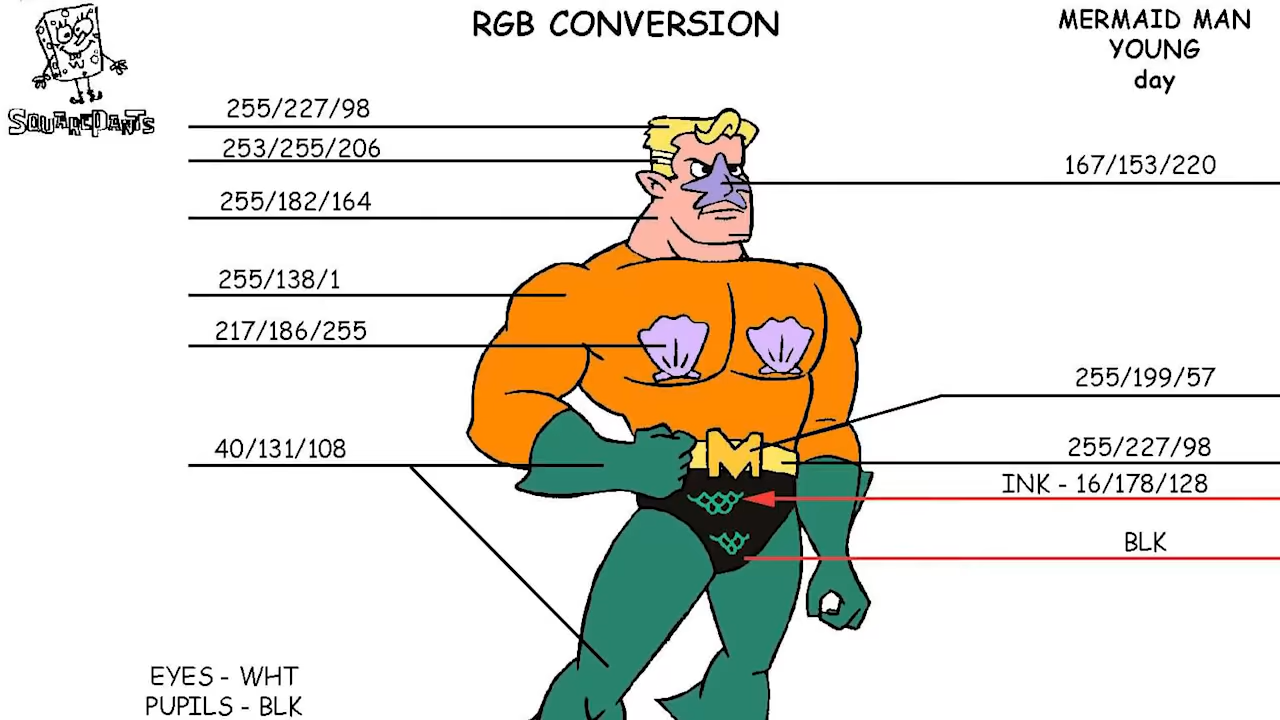 RGB CONVERSION
MERMAID MAN
YOUNG
day
SQUAREPANTS
255/227/98
253/255/206
255/182/164
255/138/1
217/186/255
40/131/108
167/153/220
255/199/57
255/227/98
INK - 16/178/128
BLK
M
EYES - WHT
PUPILS - BLK